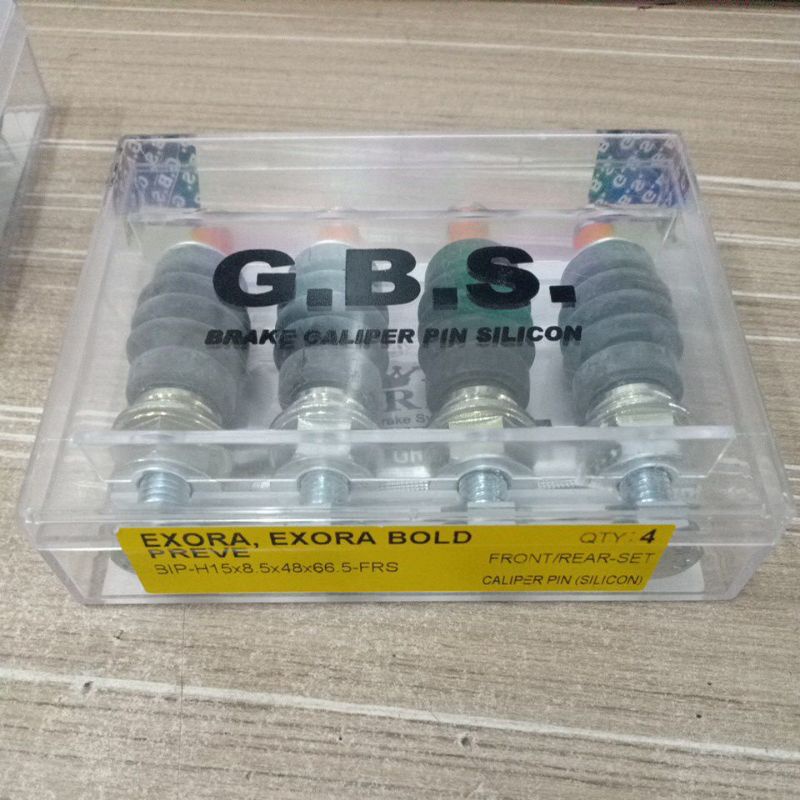 G.B.S.
BRAKE CALIPER PIN SILICON
R
EXORA, EXORA BOLD
QTY: 4
PREVE
FRONT/REAR-SET
BIP-H15x8.5x48x66.5-FRS
CALIPER PIN (SILICON)